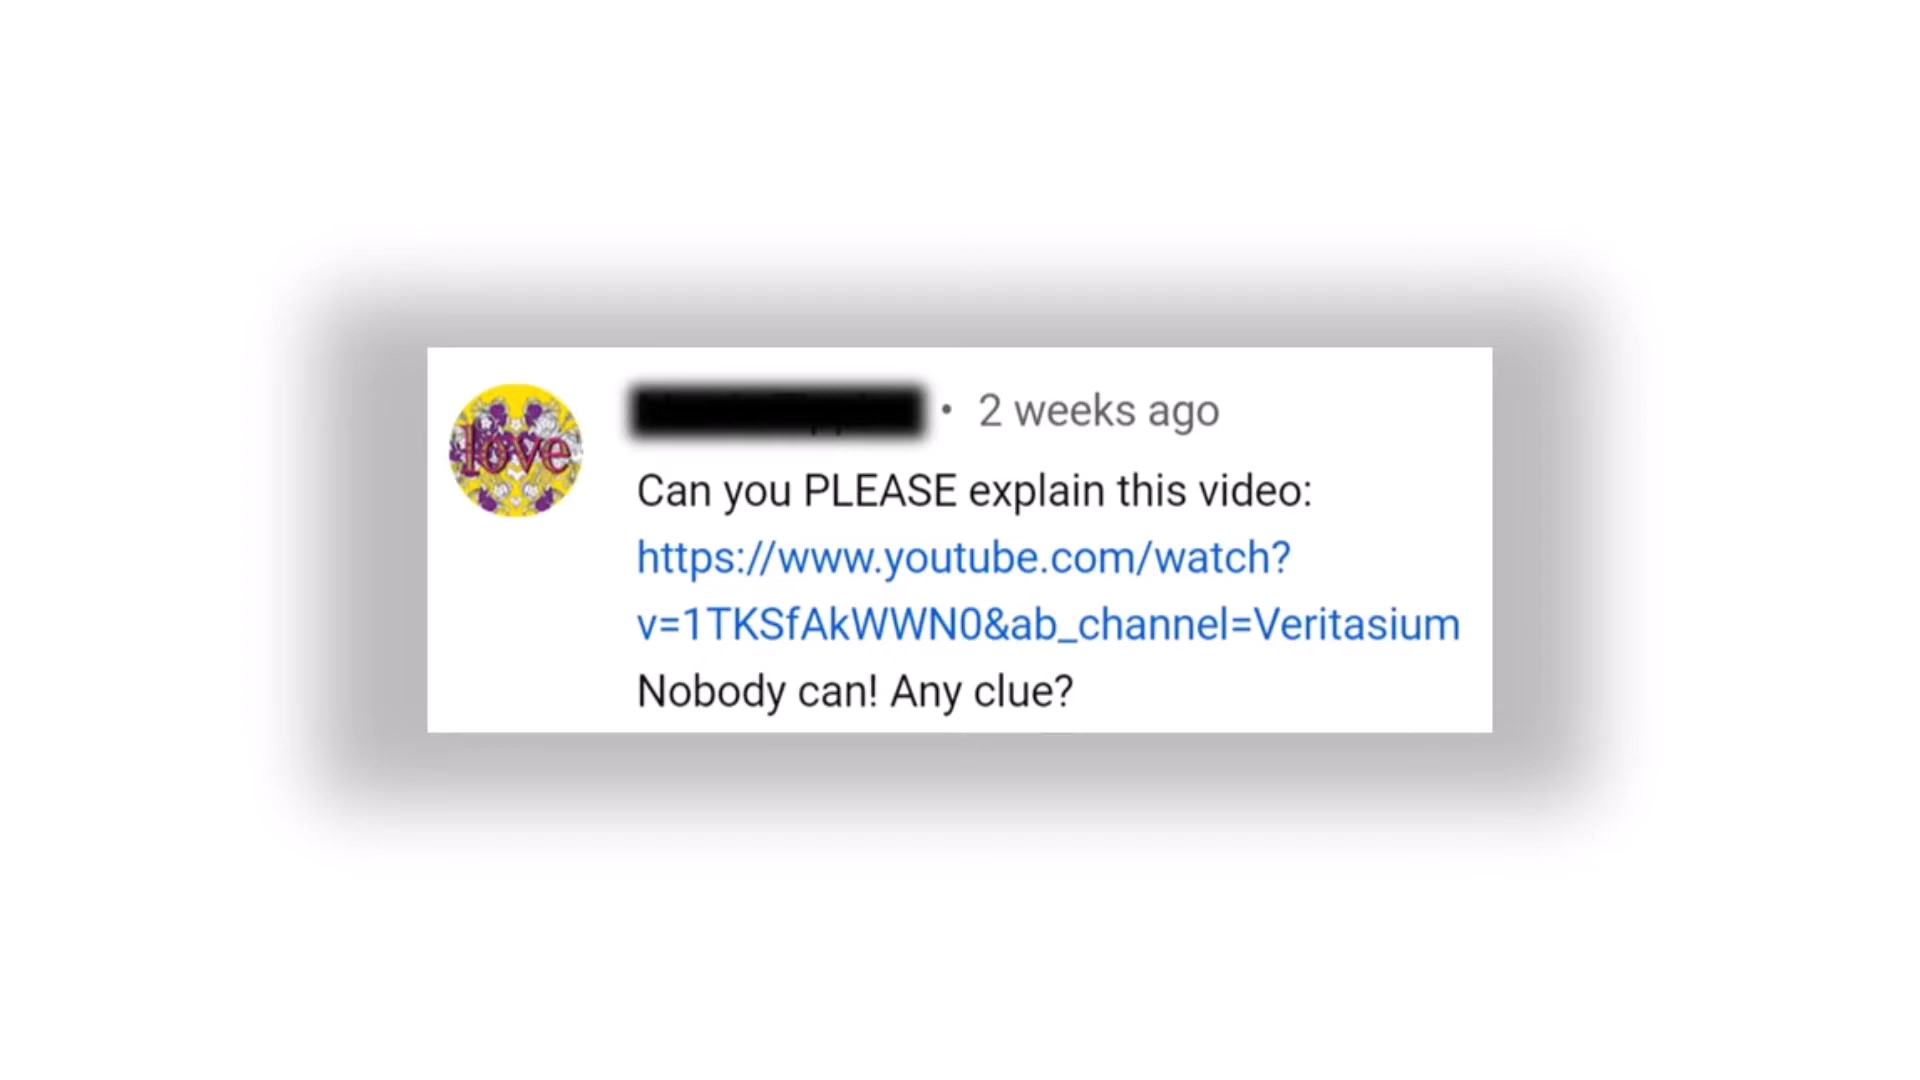 love
• 2 weeks ago
Can you PLEASE explain this video:
https://www.youtube.com/watch?
v=1TKSfAkWWN0&ab_channel=Veritasium
Nobody can! Any clue?